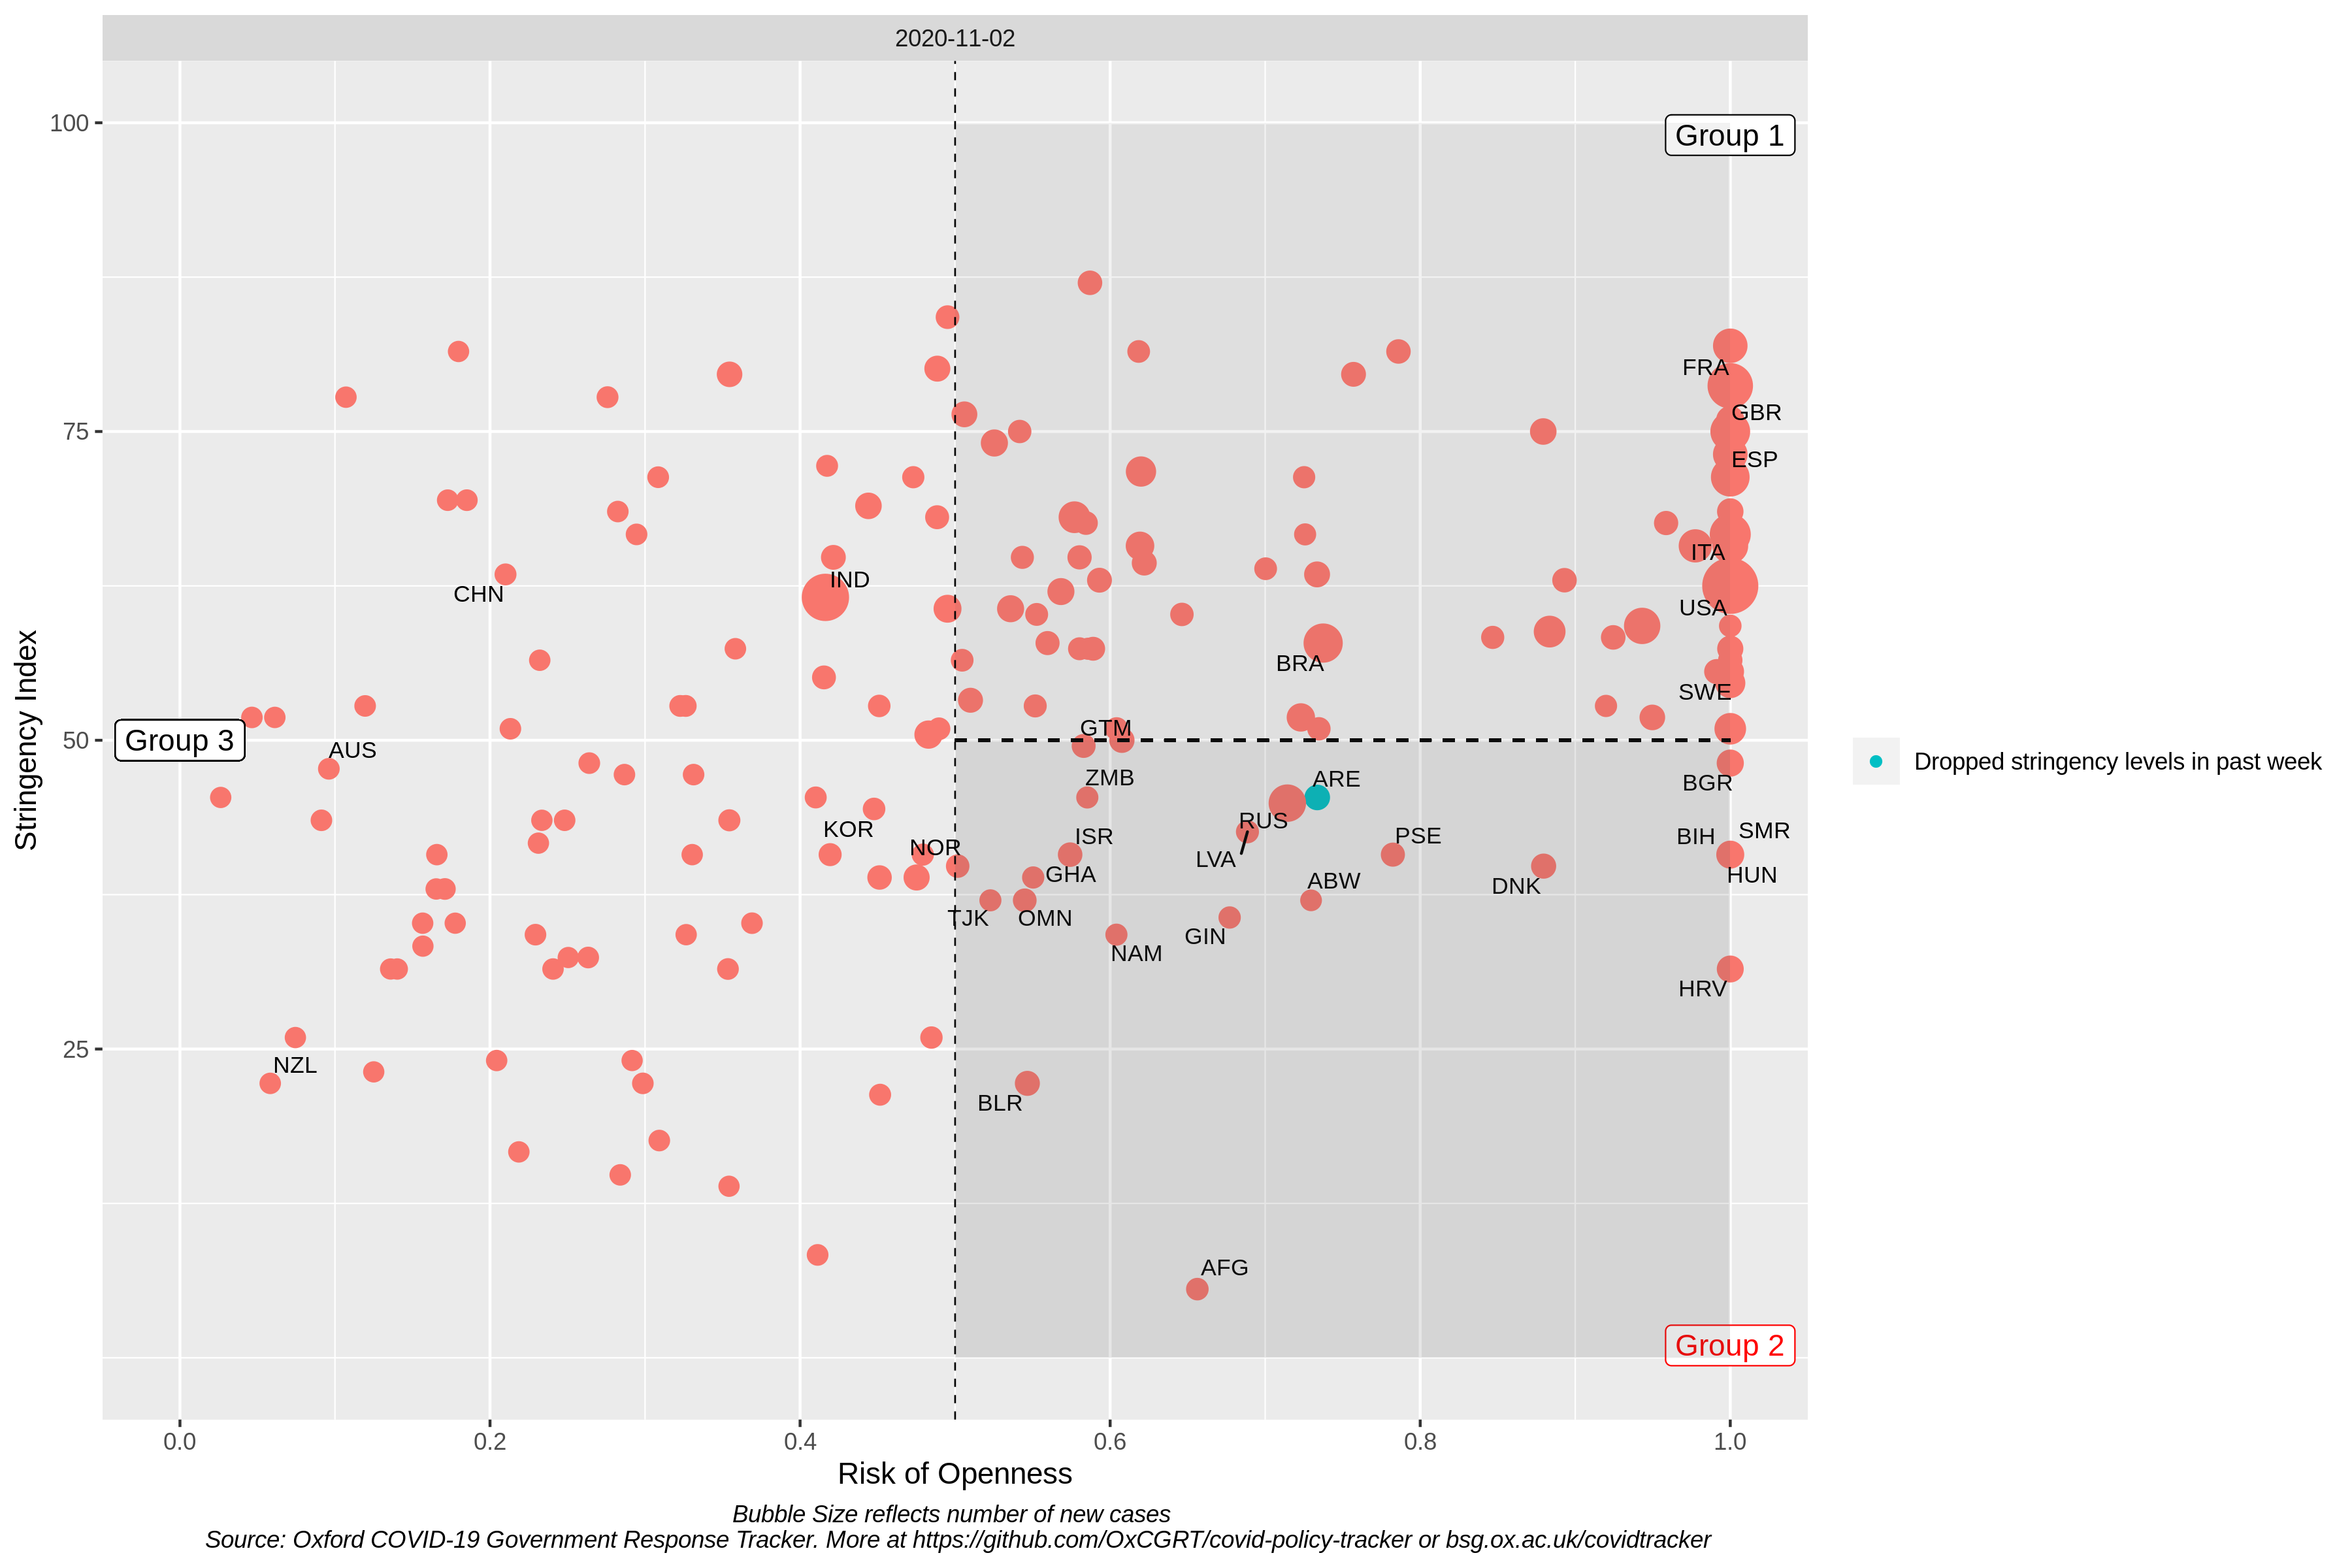 2020-11-02
100
Group 1
FRA
GBR
75
ESP
ITA
IND
CHN
USA
BRA
SWE
GTM
50
Group 3
AUS
ZMB
ARE
BGR
RUS
KOR
SMR
ISR
PSE
BIH
NOR
LVA
GHA
HUN
ABW
DNK
TJK
OMN
GIN
NAM
HRV
25
NZL
BLR
AFG
Group 2
Stringency Index
Dropped stringency levels in past week
0.0 0.2 0.4 0.6 0.8 1.0
Risk of Openness
Bubble Size reflects number of new cases
Source: Oxford COVID-19 Government Response Tracker. More at https://github.com/OxCGRT/covid-policy-tracker or bsg.ox.ac.uk/covidtracker